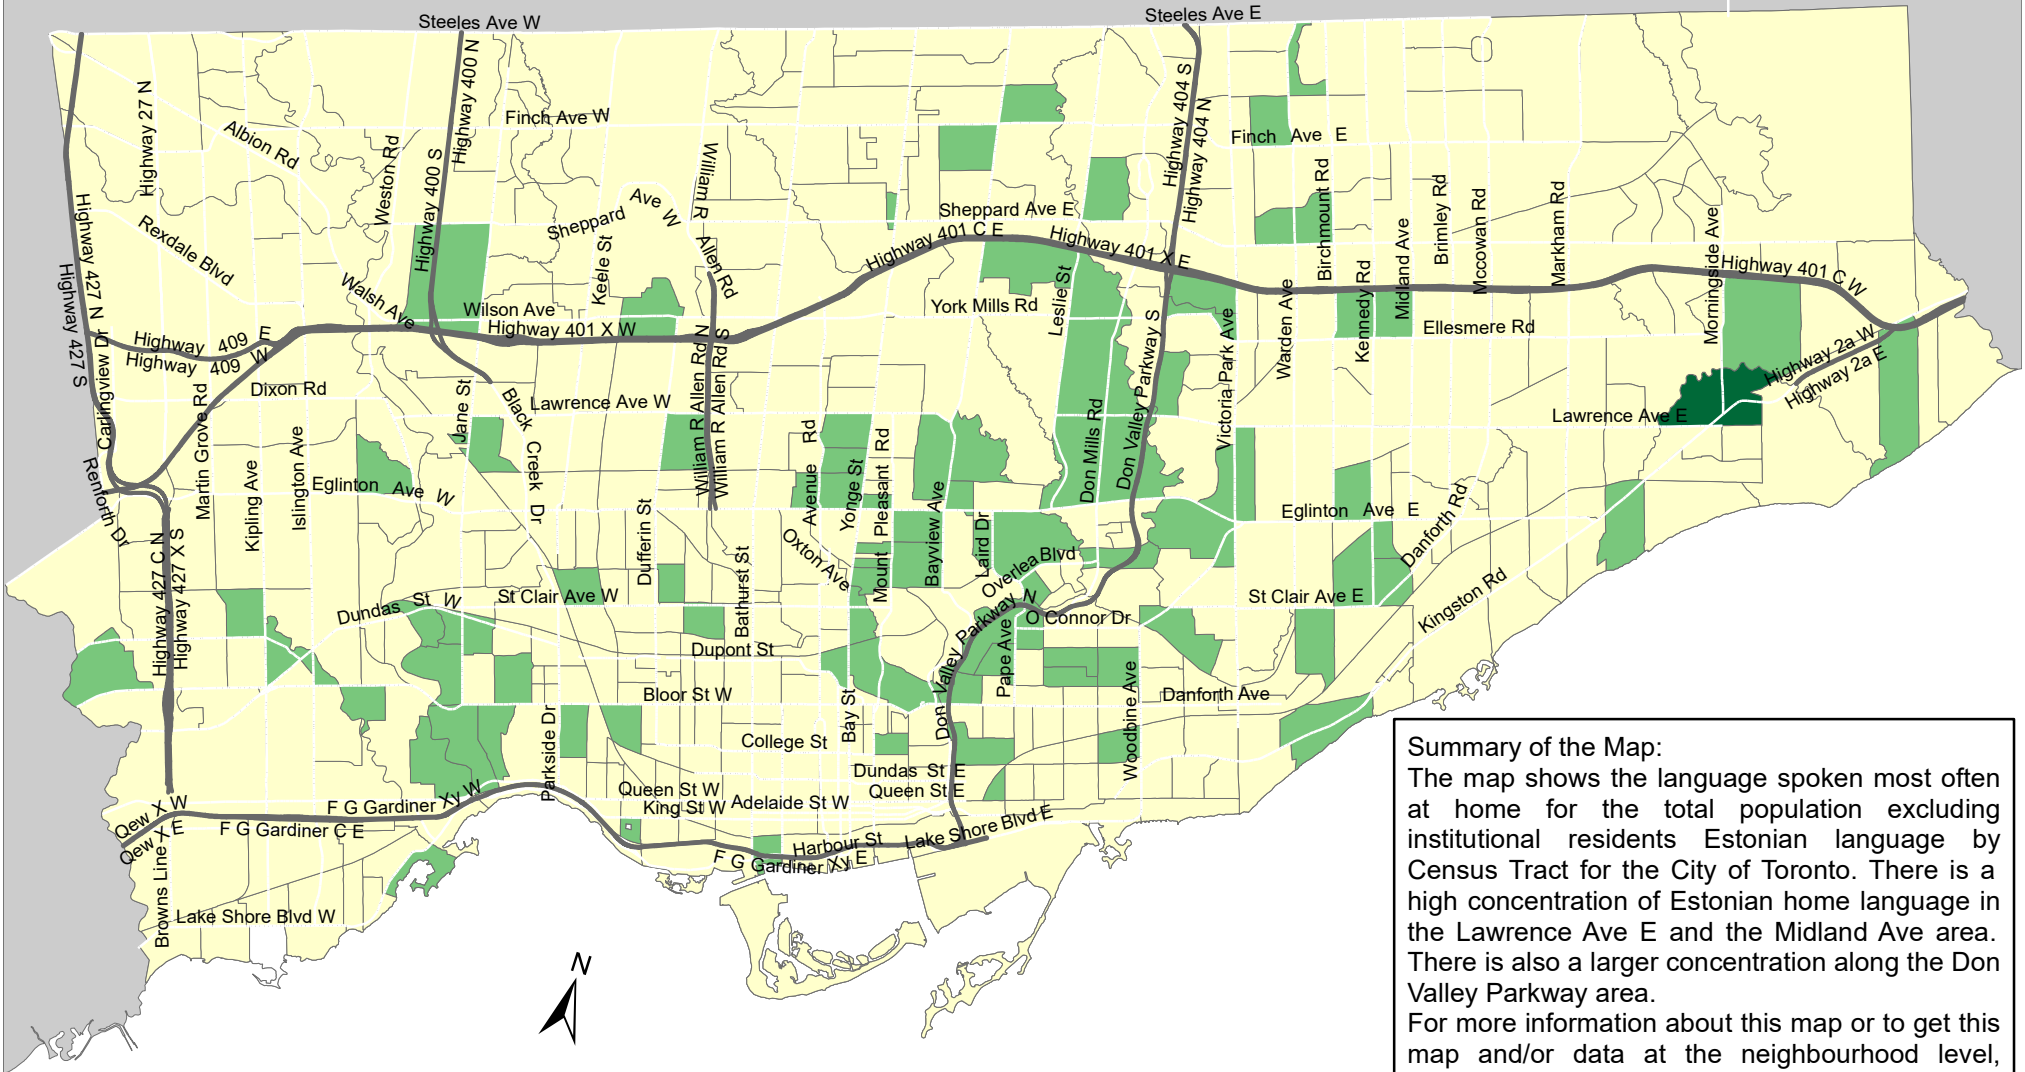 Steeles Ave W
Steeles Ave E
Highway 27 N
Albion Rd
Weston Rd
Highway 400 N
Highway 400 S
Finch Ave W
William R Allen Rd
Highway 404 S
Highway 404 N
Finch Ave E
Rexdale Blvd
Highway 427 N
Highway 427 S
Sheppard Ave W
Keele St
Sheppard Ave E
Highway 401 C E
Highway 401 X E
Birchmount Rd
Midland Ave
Brimley Rd
Mccowan Rd
Markham Rd
Morningside Ave
Highway 401 C W
Walsh Ave
Wilson Ave
Highway 401 X W
York Mills Rd
Leslie St
Kennedy Rd
Warden Ave
Victoria Park Ave
Ellesmere Rd
Highway 409 E
Highway 409 W
Carlingview Dr
Dixon Rd
Martin Grove Rd
Jane St
Black Creek Dr
Lawrence Ave W
William R Allen Rd N
William R Allen Rd S
Don Valley Parkway S
Don Mills Rd
Highway 2a W
Highway 2a E
Lawrence Ave E
Renforth Dr
Kipling Ave
Islington Ave
Eglinton Ave W
Avenue Rd
Yonge St
Mount Pleasant Rd
Bayview Ave
Laird Dr
Eglinton Ave E
Danforth Rd
Highway 427 C N
Highway 427 X S
Dufferin St
Bathurst St
Oxton Ave
Overlea Blvd
Dundas St W
St Clair Ave W
Don Valley Parkway N
O Connor Dr
St Clair Ave E
Kingston Rd
Dupont St
Pape Ave
Bloor St W
Bay St
Don Valley
Woodbine Ave
Danforth Ave
Parkside Dr
College St
Dundas St E
Queen St E
Queen St W
King St W
Adelaide St W
Qew X W
Qew X E
F G Gardiner Xy W
F G Gardiner C E
Harbour St
Lake Shore Blvd E
F G Gardiner Xy E
Browns Line
Lake Shore Blvd W
N
Summary of the Map:
The map shows the language spoken most often
at home for the total population excluding
institutional residents Estonian language by
Census Tract for the City of Toronto. There is a
high concentration of Estonian home language in
the Lawrence Ave E and the Midland Ave area.
There is also a larger concentration along the Don
Valley Parkway area.
For more information about this map or to get this
map and/or data at the neighbourhood level,